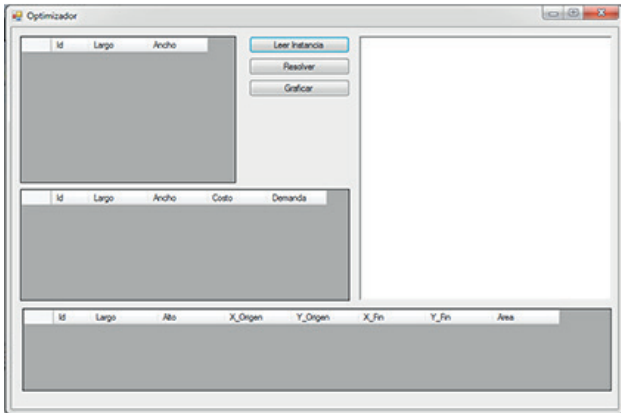 Optimizador
Id Largo Ancho
Leer Instancia
Resolver
Graficar
Id Largo Ancho Costo Demanda
Id Largo Alto X_Origen Y_Origen X_Fin Y_Fin Area